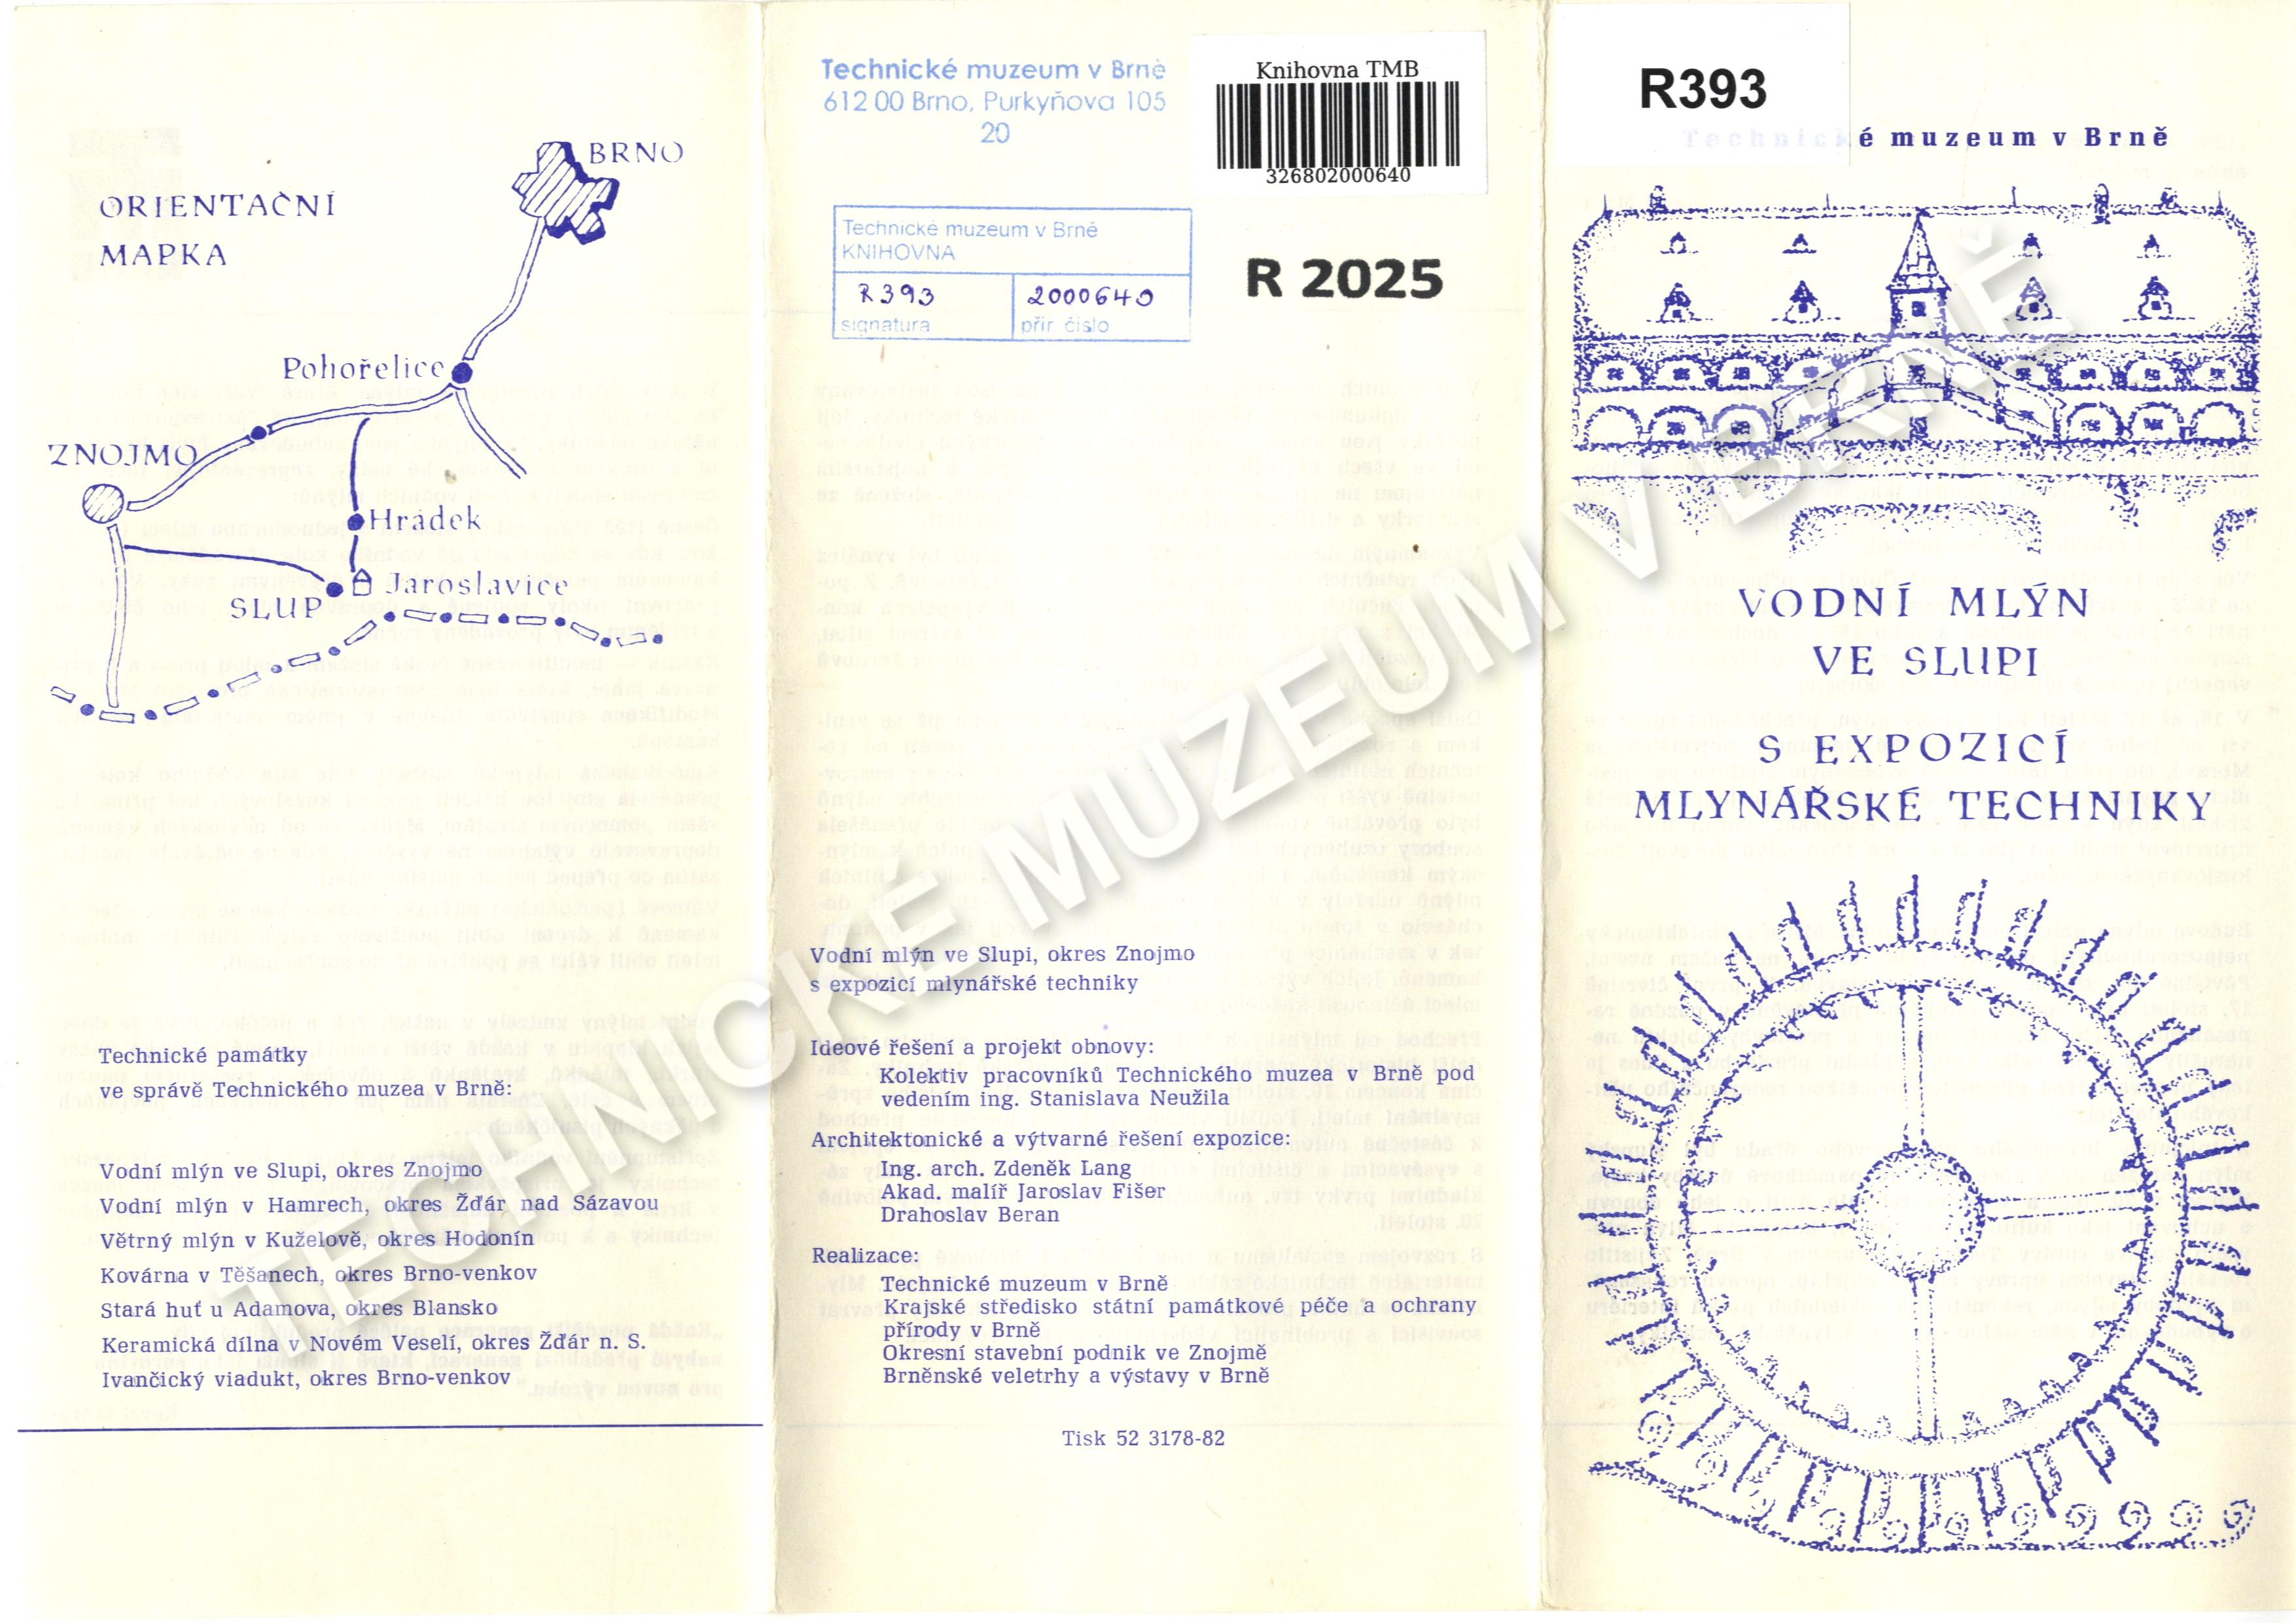 ORIENTAČNÍ
MAPKA
BRNO
Pohořelice
ZNOJMO
Hrádek
Jaroslavice
SLUP
Technické památky
ve správě Technického muzea v Brně:
Vodní mlýn ve Slupi, okres Znojmo
Vodní mlýn v Hamrech, okres Žďár nad Sázavou
Větrný mlýn v Kuželově, okres Hodonín
Kovárna v Těšanech, okres Brno-venkov
Stará huť u Adamova, okres Blansko
Keramická dílna v Novém Veselí, okres Žďár n. S.
Ivančický viadukt, okres Brno-venkov
Technické muzeum v Brně
612 00 Brno, Purkyňova 105
20
Knihovna TMB
326802000640
Technické muzeum v Brně
KNIHOVNA
R393
signatura
2000640
přír. číslo
R 2025
Vodní mlýn ve Slupi, okres Znojmo
s expozicí mlynářské techniky
Ideové řešení a projekt obnovy:
Kolektiv pracovníků Technického muzea v Brně pod
vedením ing. Stanislava Neužila
Architektonické a výtvarné řešení expozice:
Ing. arch. Zdeněk Lang
Akad. malíř Jaroslav Fišer
Drahoslav Beran
Realizace:
Technické muzeum v Brně
Krajské středisko státní památkové péče a ochrany
přírody v Brně
Okresní stavební podnik ve Znojmě
Brněnské veletrhy a výstavy v Brně
Tisk 52 3178-82
R393
Technické muzeum v Brně
VODNÍ MLÝN
VE SLUPI
S EXPOZICÍ
MLYNÁŘSKÉ TECHNIKY
TECHNICKÉ MUZEUM V BRNĚ